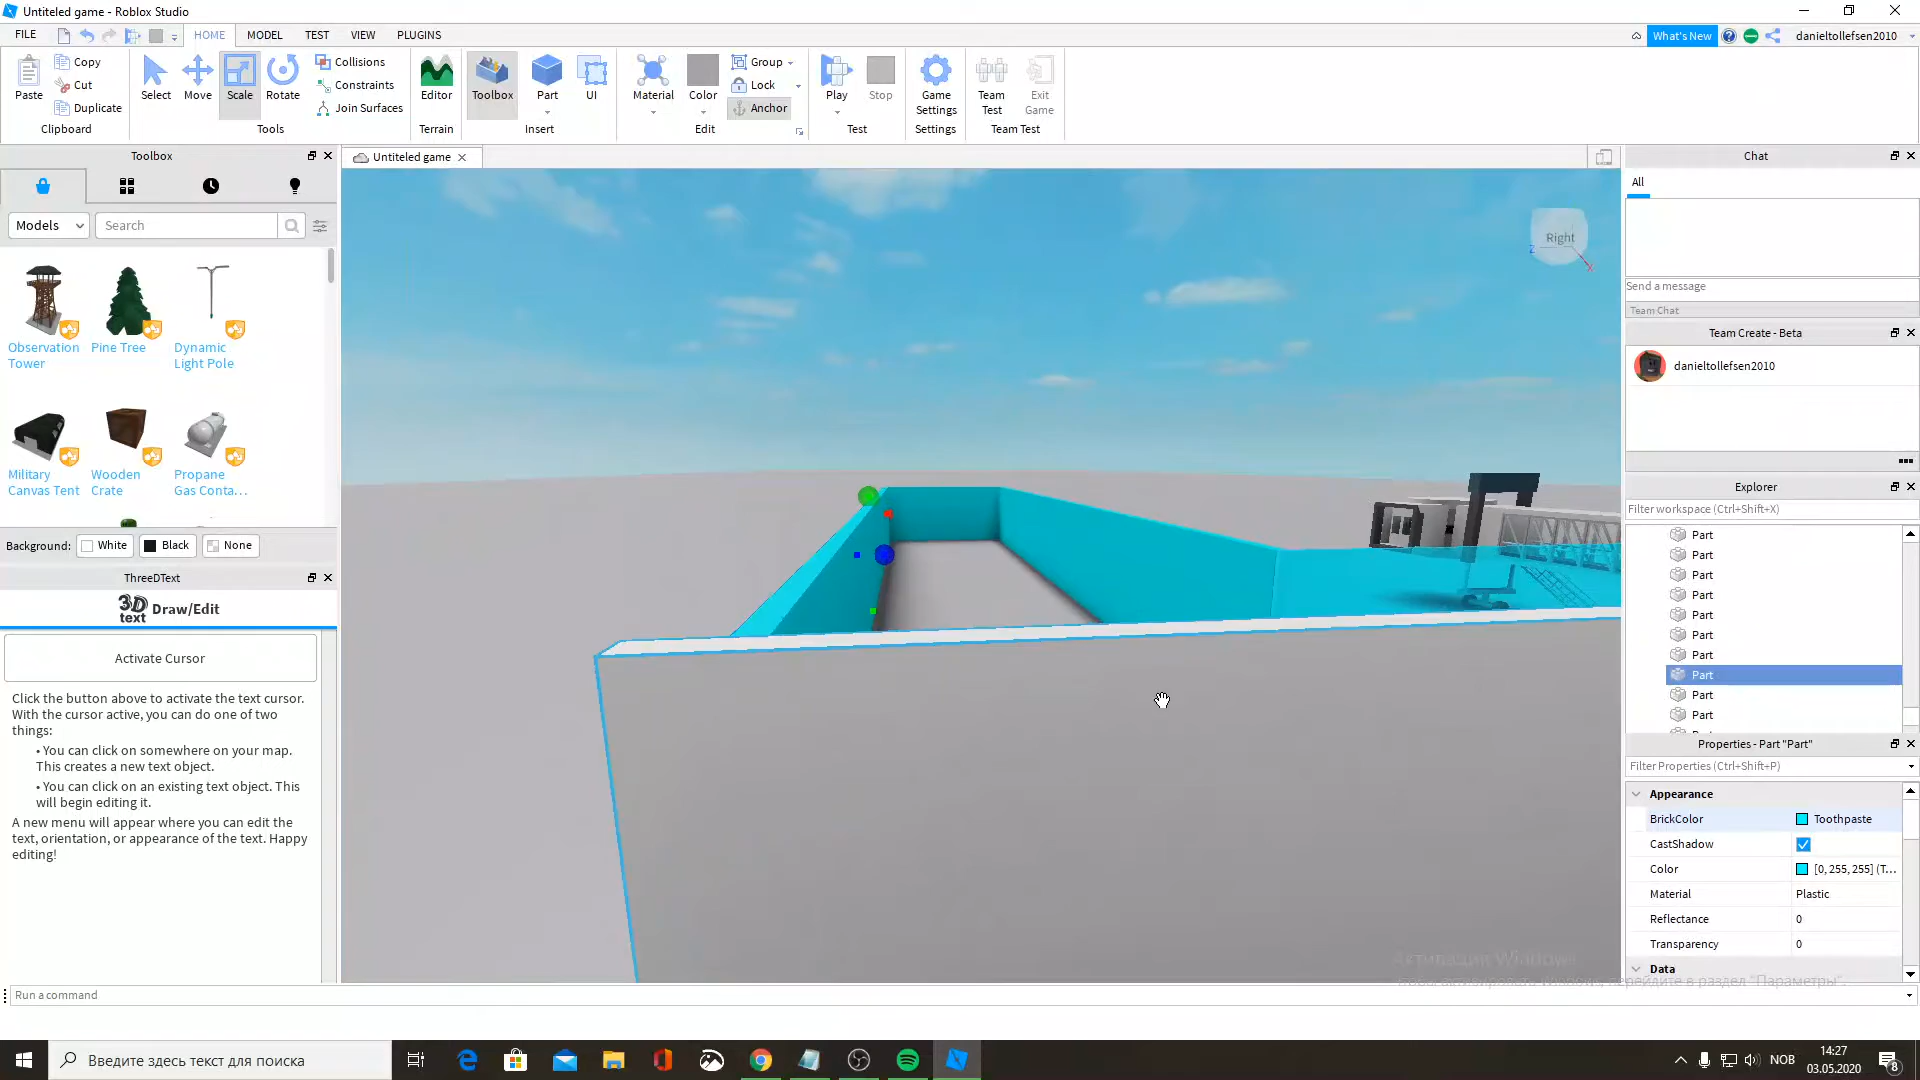 Untiteled game - Roblox Studio
FILE
HOME
MODEL
TEST
VIEW
PLUGINS
What's New
danieltollefsen2010
Paste
Copy
Cut
Duplicate
Clipboard
Select
Move
Scale
Rotate
Collisions
Constraints
Join Surfaces
Tools
Editor
Terrain
Toolbox
Part
UI
Insert
Material
Color
Group
Lock
Anchor
Edit
Play
Stop
Test
Game
Settings
Settings
Team
Test
Exit
Game
Team Test
Toolbox
Untiteled game
Models
Search
Observation
Tower
Pine Tree
Dynamic
Light Pole
Military
Canvas Tent
Wooden
Crate
Propane
Gas Conta...
Background:
White
Black
None
ThreeDText
3D
text
Draw/Edit
Activate Cursor
Click the button above to activate the text cursor.
With the cursor active, you can do one of two
things:
• You can click on somewhere on your map.
This creates a new text object.
• You can click on an existing text object. This
will begin editing it.
A new menu will appear where you can edit the
text, orientation, or appearance of the text. Happy
editing!
Right
Z
X
Chat
All
Send a message
Team Chat
Team Create - Beta
danieltollefsen2010
Explorer
Filter workspace (Ctrl+Shift+X)
Part
Part
Part
Part
Part
Part
Part
Part
Part
Part
Properties - Part "Part"
Filter Properties (Ctrl+Shift+P)
Appearance
BrickColor
Toothpaste
CastShadow
Color
[0, 255, 255] (T...
Material
Plastic
Reflectance
0
Transparency
0
Data
Активация Windows
Windows, перейдите в раздел "Параметры".
Run a command
Введите здесь текст для поиска
NOB
14:27
03.05.2020
8